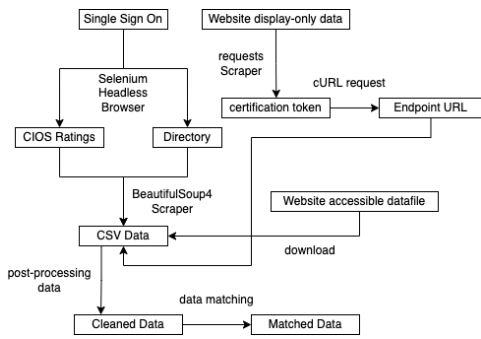 Single Sign On
Website display-only data
requests
Scraper
Selenium
Headless
Browser
cURL request
certification token
Endpoint URL
CIOS Ratings
Directory
BeautifulSoup4
Scraper
Website accessible datafile
CSV Data
download
post-processing
data
data matching
Cleaned Data
Matched Data